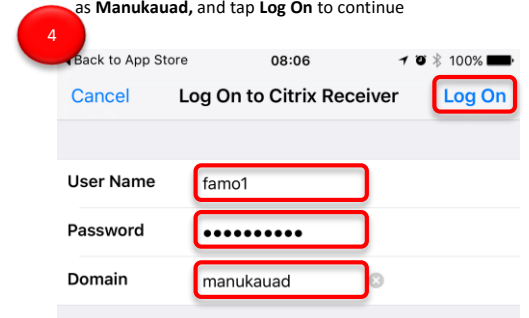 as Manukauad, and tap Log On to continue
4
Back to App Store 08:06 100%
Cancel Log On to Citrix Receiver Log On
User Name famo1
Password ●●●●●●●●●●
Domain manukauad